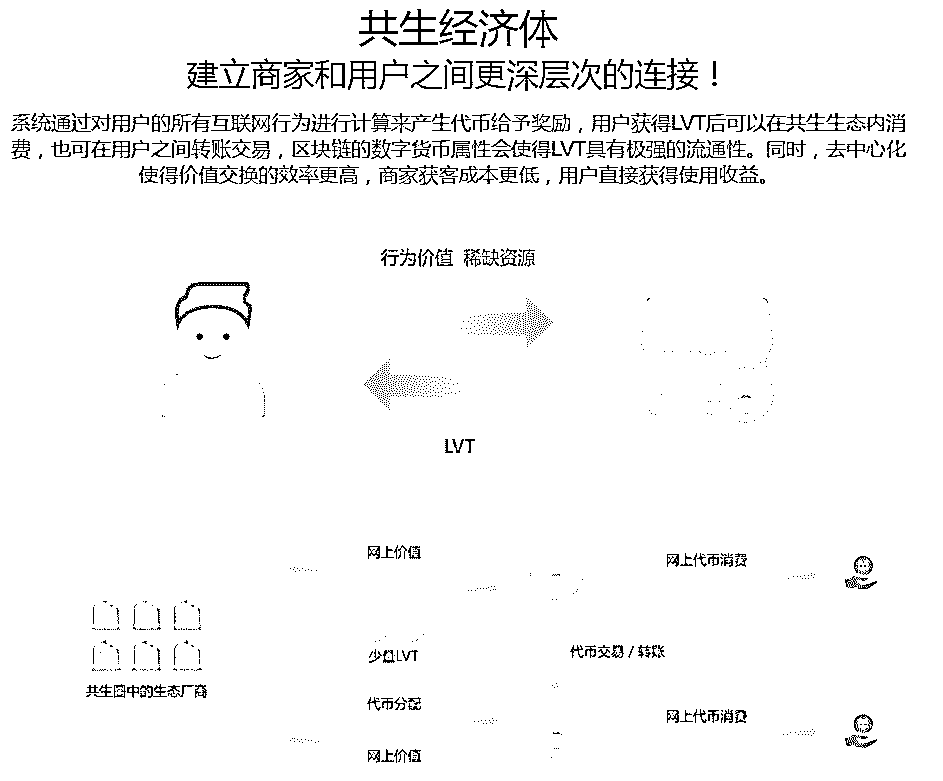 共生经济体
建立商家和用户之间更深层次的连接！
系统通过对用户的所有互联网行为进行计算来产生代币给予奖励，用户获得LVT后可以在共生生态内消
费，也可在用户之间转账交易，区块链的数字货币属性会使得LVT具有极强的流通性。同时，去中心化
使得价值交换的效率更高，商家获客成本更低，用户直接获得使用收益。
行为价值 稀缺资源
LVT
网上价值
网上代币消费
少值LVT
代币交易 / 转账
共生圈中的生态厂商
代币分配
网上代币消费
网上价值